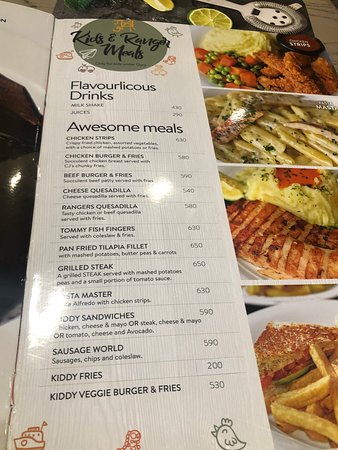 Kids & Ranger
Meals
Flavourlicous
Drinks
MILK SHAKE 430
JUICES 290
Awesome meals
CHICKEN STRIPS 630
Crispy fried chicken, assorted vegetables,
with a choice of mashed potatoes or fries.
CHICKEN BURGER & FRIES 580
Succulent chicken breast served with
CJ's chunky fries.
BEEF BURGER & FRIES 590
Succulent beef patty served with fries.
CHEESE QUESADILLA 540
Cheese quesadilla served with fries.
RANGERS QUESADILLA 580
Tasty chicken or beef quesadilla
served with fries.
TOMMY FISH FINGERS 650
Served with coleslaw & fries.
PAN FRIED TILAPIA FILLET 650
with mashed potatoes, butter peas & carrots
GRILLED STEAK 650
a grilled STEAK served with mashed potatoes
peas and a small portion of tomato sauce.
PASTA MASTER 630
Pasta Alfredo with chicken strips.
KIDDY SANDWICHES 590
Chicken, cheese & mayo OR steak, cheese & mayo
OR tomato, cheese and Avocado.
SAUSAGE WORLD 590
Sausages, chips and coleslaw.
KIDDY FRIES 200
KIDDY VEGGIE BURGER & FRIES 530
CHICKEN
STRIPS